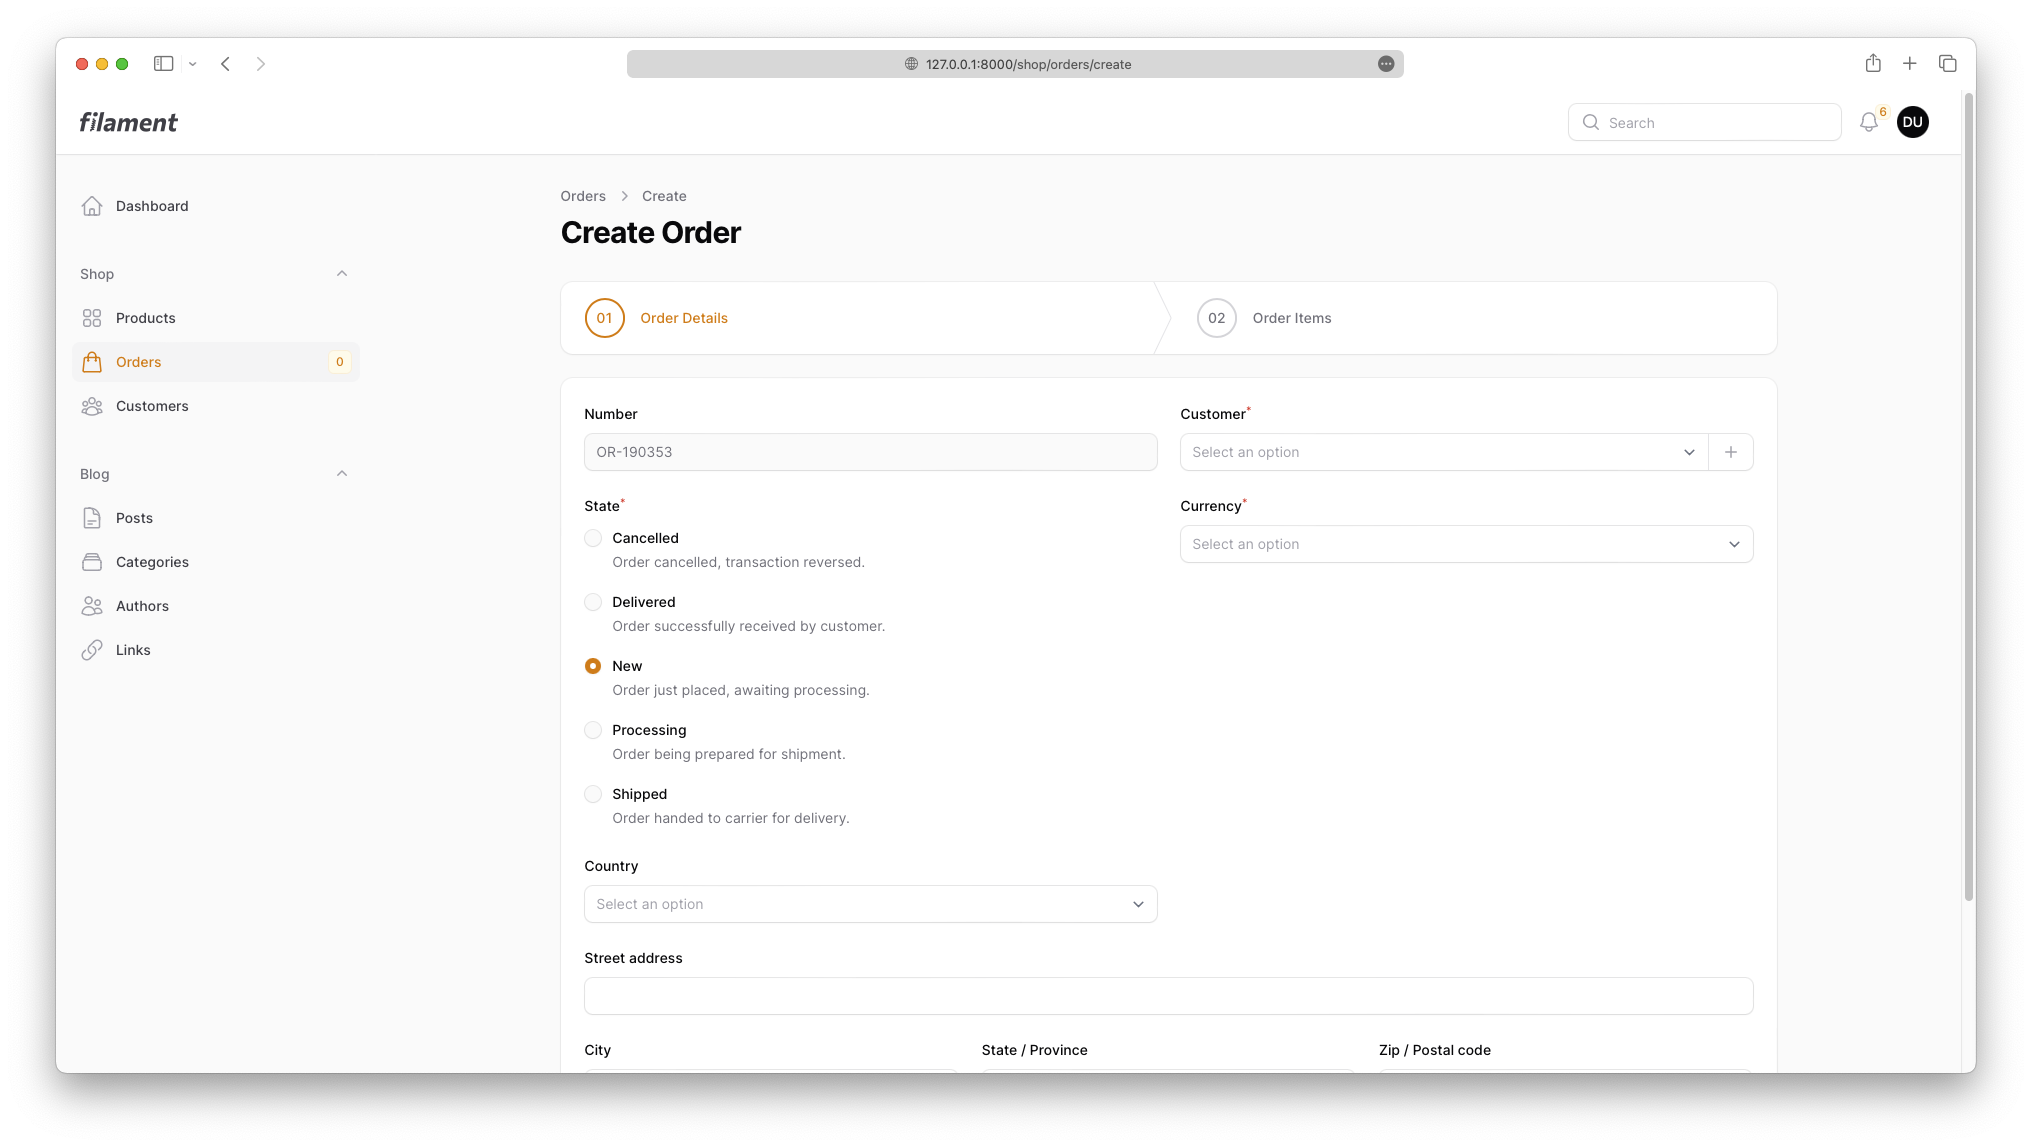 127.0.0.1:8000/shop/orders/create
filament
Search
6
DU
Dashboard
Shop
Products
Orders 0
Customers
Blog
Posts
Categories
Authors
Links
Orders > Create
Create Order
01 Order Details
02 Order Items
Number
OR-190353
Customer*
Select an option
State*
Cancelled
Order cancelled, transaction reversed.
Delivered
Order successfully received by customer.
New
Order just placed, awaiting processing.
Processing
Order being prepared for shipment.
Shipped
Order handed to carrier for delivery.
Currency*
Select an option
Country
Select an option
Street address
City
State / Province
Zip / Postal code